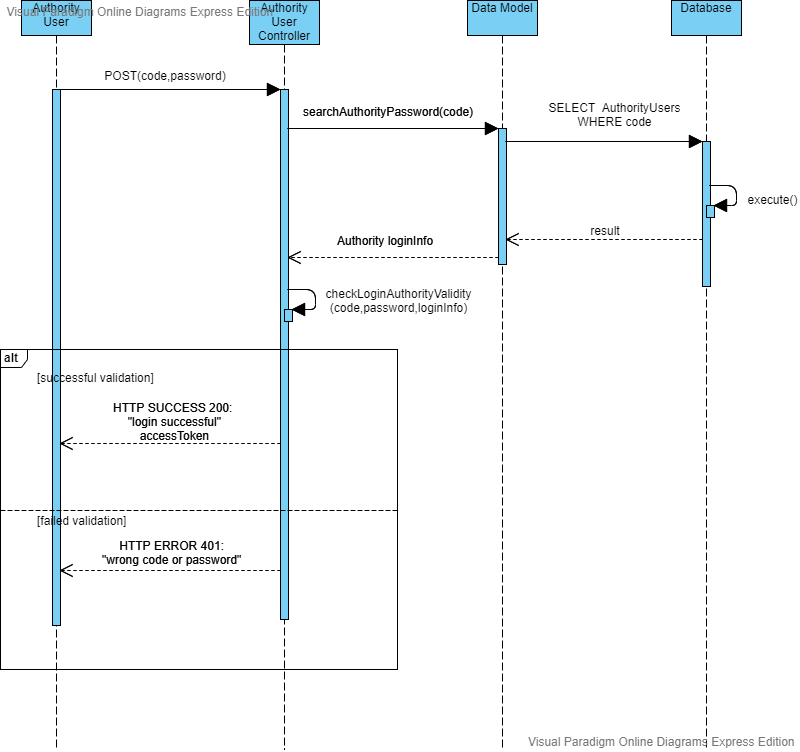 Visual Paradigm Online Diagrams Express Edition
Authority
User
Authority
User
Controller
Data Model
Database
POST(code,password)
searchAuthorityPassword(code)
SELECT AuthorityUsers
WHERE code
execute()
result
Authority loginInfo
checkLoginAuthorityValidity
(code,password,loginInfo)
alt
[successful validation]
HTTP SUCCESS 200:
"login successful"
accessToken
[failed validation]
HTTP ERROR 401:
"wrong code or password"
Visual Paradigm Online Diagrams Express Edition